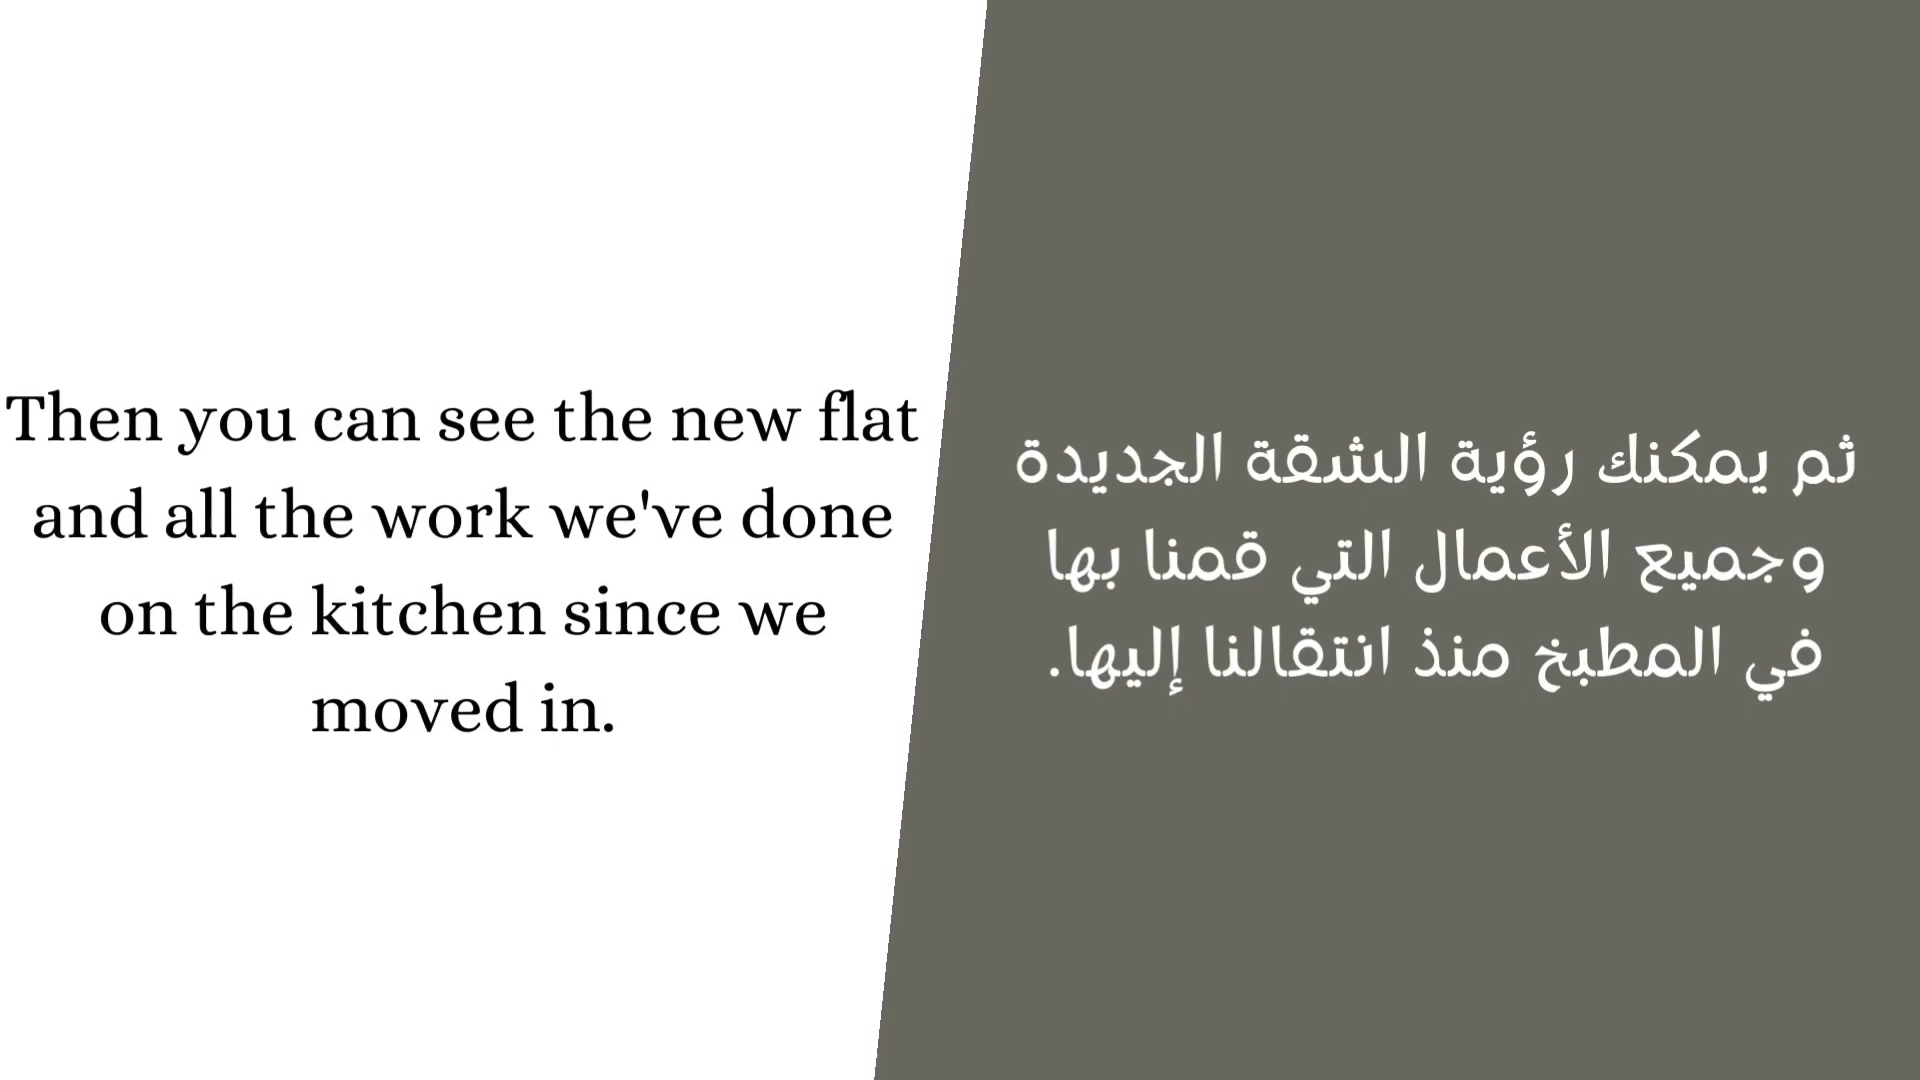 Then you can see the new flat
and all the work we've done
on the kitchen since we
moved in.
ثم يمكنك رؤية الشقة الجديدة
وجميع الأعمال التي قمنا بها
في المطبخ منذ انتقالنا إليها.